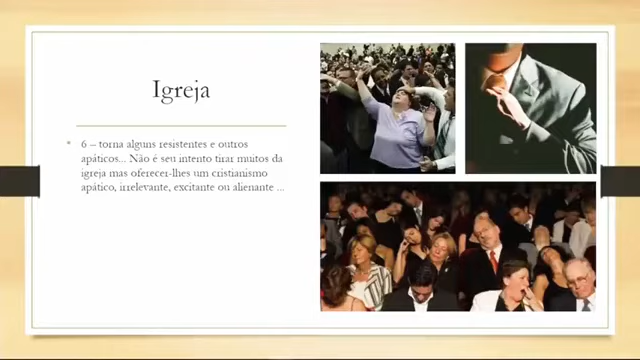 Igreja
6 – torna alguns resistentes e outros
apáticos... Não é seu intento tirar muitos da
igreja mas oferecer-lhes um cristianismo
apático, irrelevante, excitante ou alienante ...